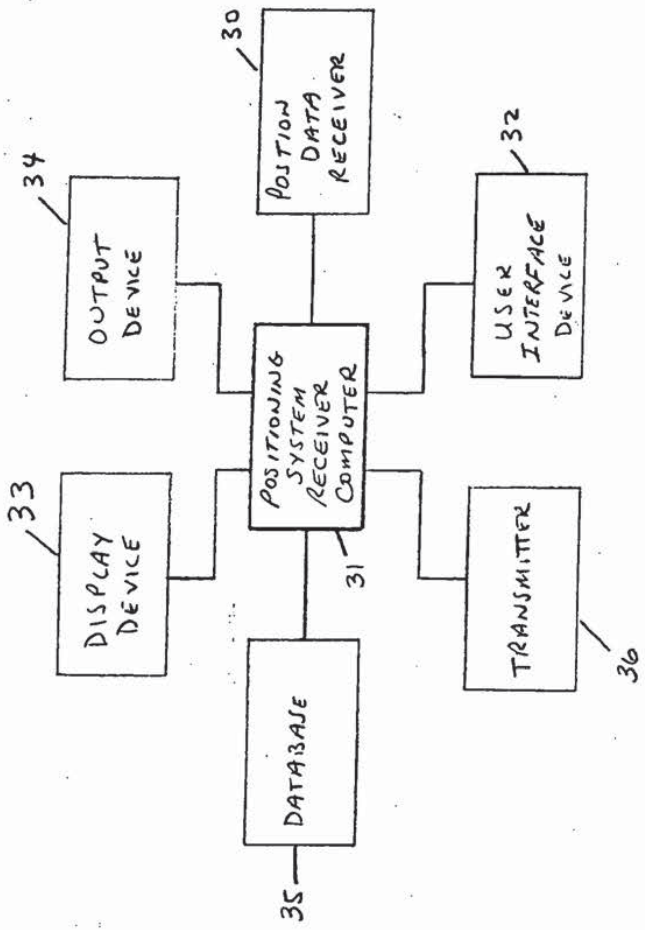 33
DISPLAY
DEVICE
34
OUTPUT
DEVICE
35
DATABASE
POSITIONING
SYSTEM
RECEIVER
COMPUTER
31
30
POSTION
DATA
RECEIVER
TRANSMITTER
36
USER
INTERFACE
DEVICE
32